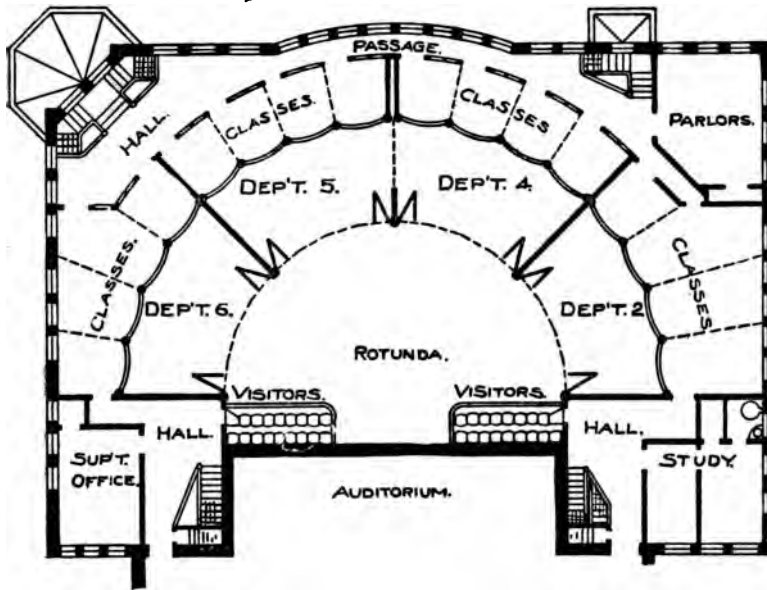 PASSAGE.
HALL.
CLASSES.
CLASSES
PARLORS.
DEP'T. 5.
DEP'T. 4.
CLASSES.
CLASSES.
DEP'T. 6.
DEP'T. 2
ROTUNDA.
VISITORS.
VISITORS.
HALL.
HALL.
SUP'T.
OFFICE.
STUDY.
AUDITORIUM.